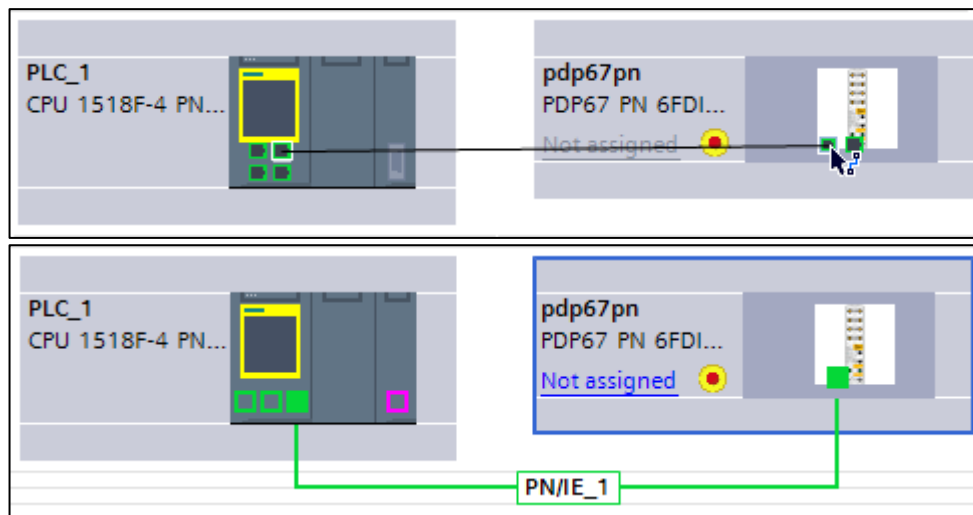 PLC_1
CPU 1518F-4 PN...
pdp67pn
PDP67 PN 6FDI...
Not assigned
PLC_1
CPU 1518F-4 PN...
pdp67pn
PDP67 PN 6FDI...
Not assigned
PN/IE_1